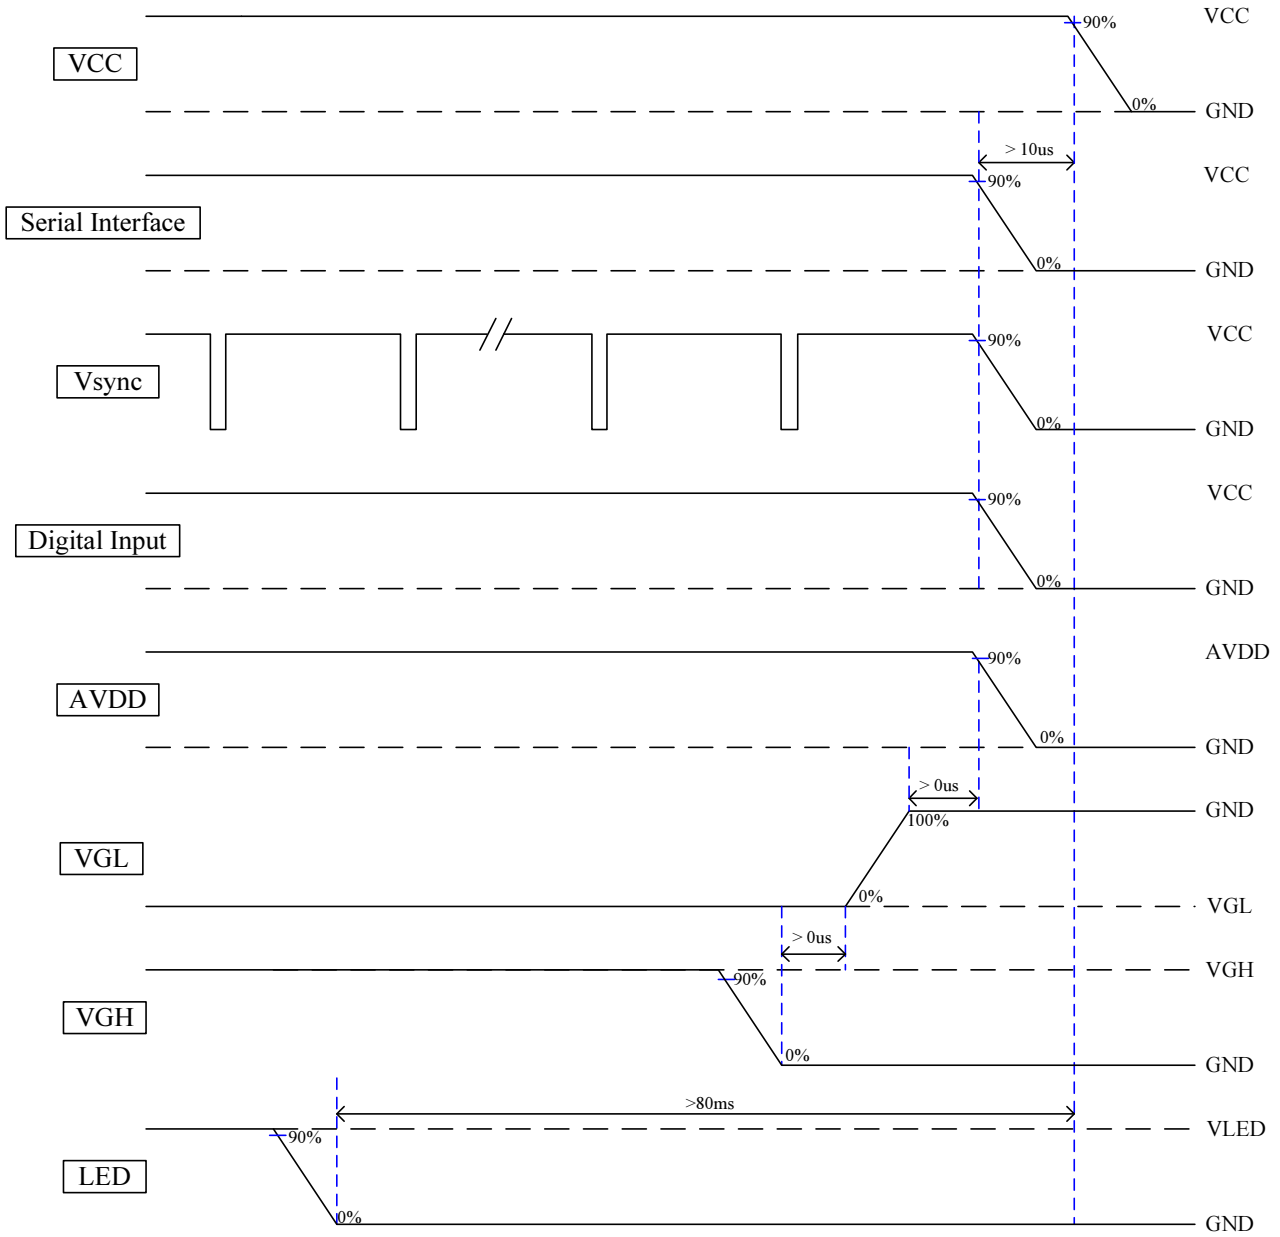 VCC
90%
VCC
0%
GND
> 10us
VCC
90%
Serial Interface
0%
GND
VCC
90%
Vsync
0%
GND
VCC
90%
Digital Input
0%
GND
AVDD
90%
AVDD
0%
GND
> 0us
GND
100%
VGL
0%
VGL
> 0us
VGH
90%
VGH
0%
GND
>80ms
VLED
90%
LED
0%
GND